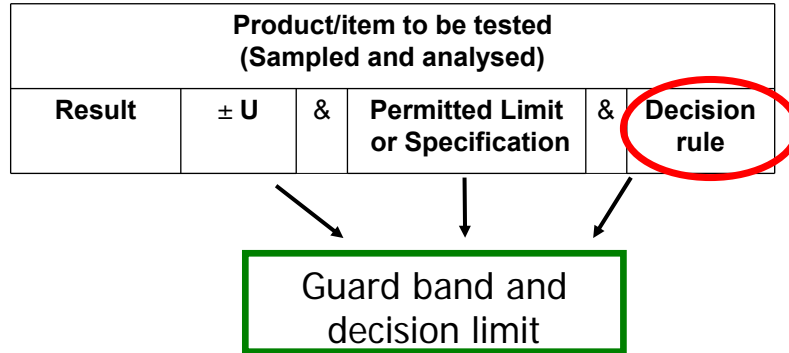 Product/item to be tested
(Sampled and analysed)
Result ± U & Permitted Limit & Decision
or Specification rule
Guard band and
decision limit